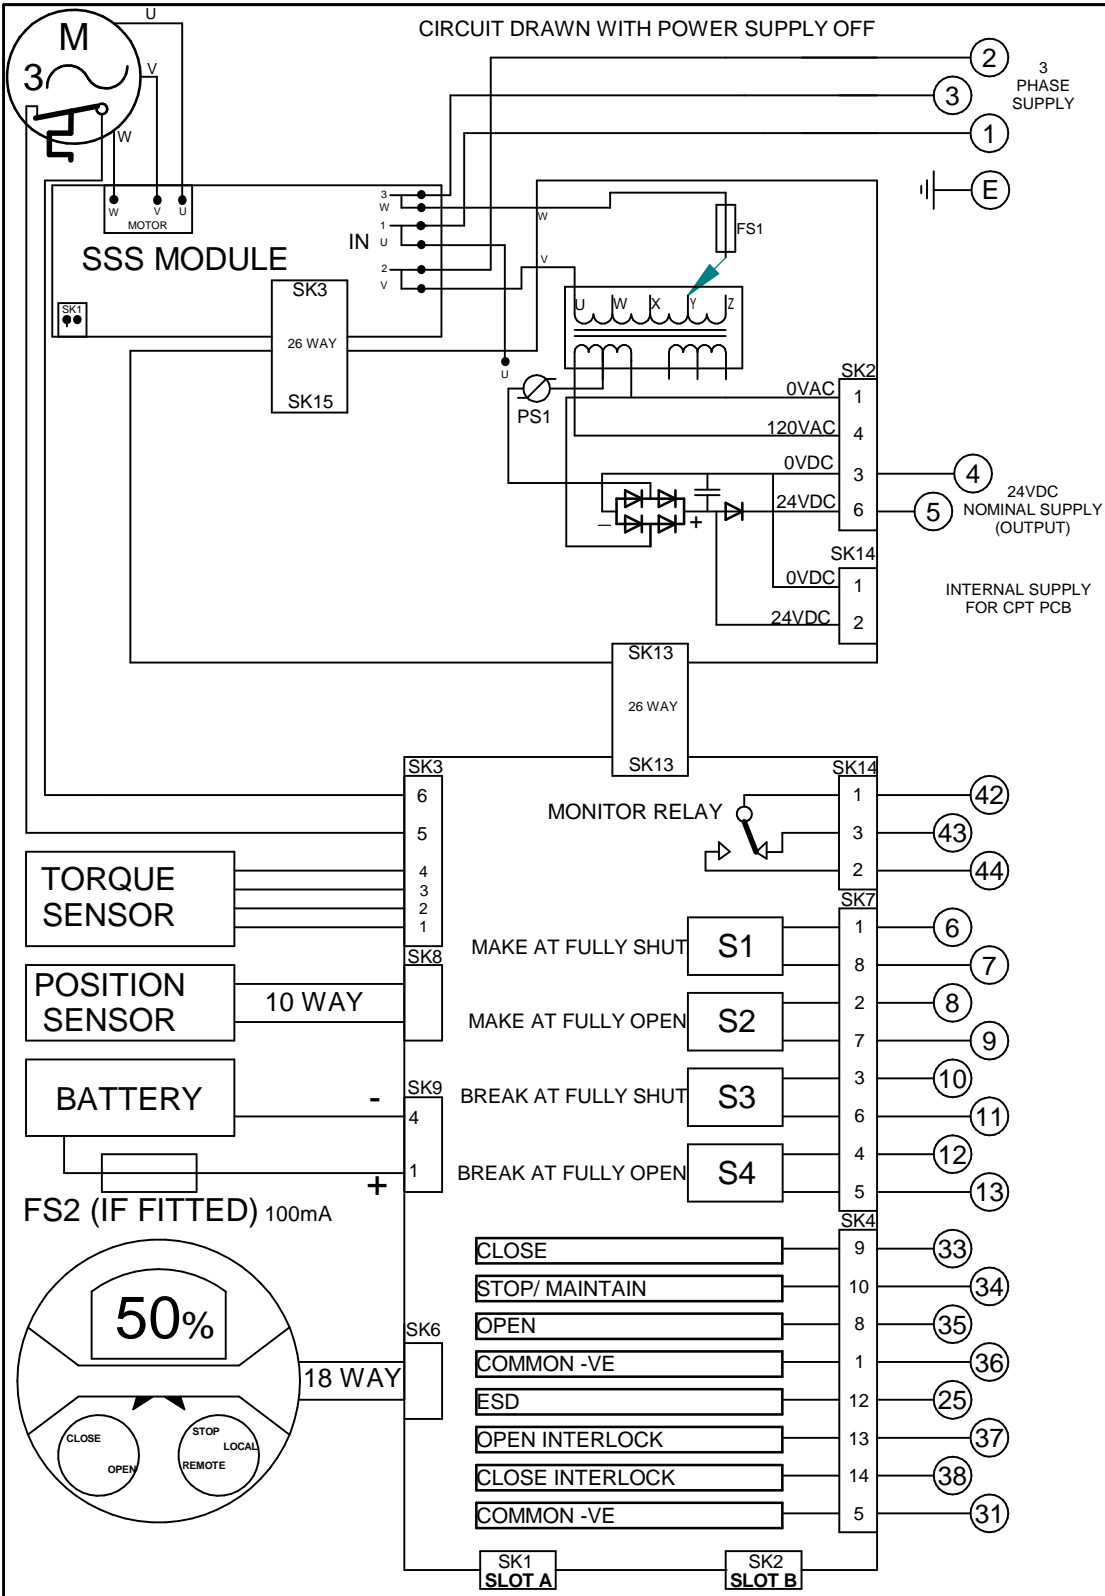 U
CIRCUIT DRAWN WITH POWER SUPPLY OFF
M
3
V
W
2
3
PHASE
SUPPLY
3
1
E
W V U
MOTOR
SSS MODULE
IN
3
W
1
U
2
V
W
V
FS1
SK1
SK3
26 WAY
SK15
U W X Y Z
U
PS1
SK2
0VAC 1
120VAC 4
0VDC 3 4
24VDC 6 5
24VDC
NOMINAL SUPPLY
(OUTPUT)
– +
SK14
0VDC 1
24VDC 2
INTERNAL SUPPLY
FOR CPT PCB
SK13
26 WAY
SK13
SK3
6
5
4
3
2
1
TORQUE
SENSOR
MONITOR RELAY
SK14
1 42
3 43
2 44
POSITION
SENSOR
10 WAY
SK8
SK7
MAKE AT FULLY SHUT S1
1 6
8 7
MAKE AT FULLY OPEN S2
2 8
7 9
BREAK AT FULLY SHUT S3
3 10
6 11
BREAK AT FULLY OPEN S4
4 12
5 13
BATTERY
SK9
- 4
+ 1
FS2 (IF FITTED) 100mA
SK4
CLOSE 9 33
STOP/ MAINTAIN 10 34
OPEN 8 35
COMMON -VE 1 36
ESD 12 25
OPEN INTERLOCK 13 37
CLOSE INTERLOCK 14 38
COMMON -VE 5 31
50%
SK6
18 WAY
CLOSE
OPEN
STOP
LOCAL
REMOTE
SK1
SLOT A
SK2
SLOT B